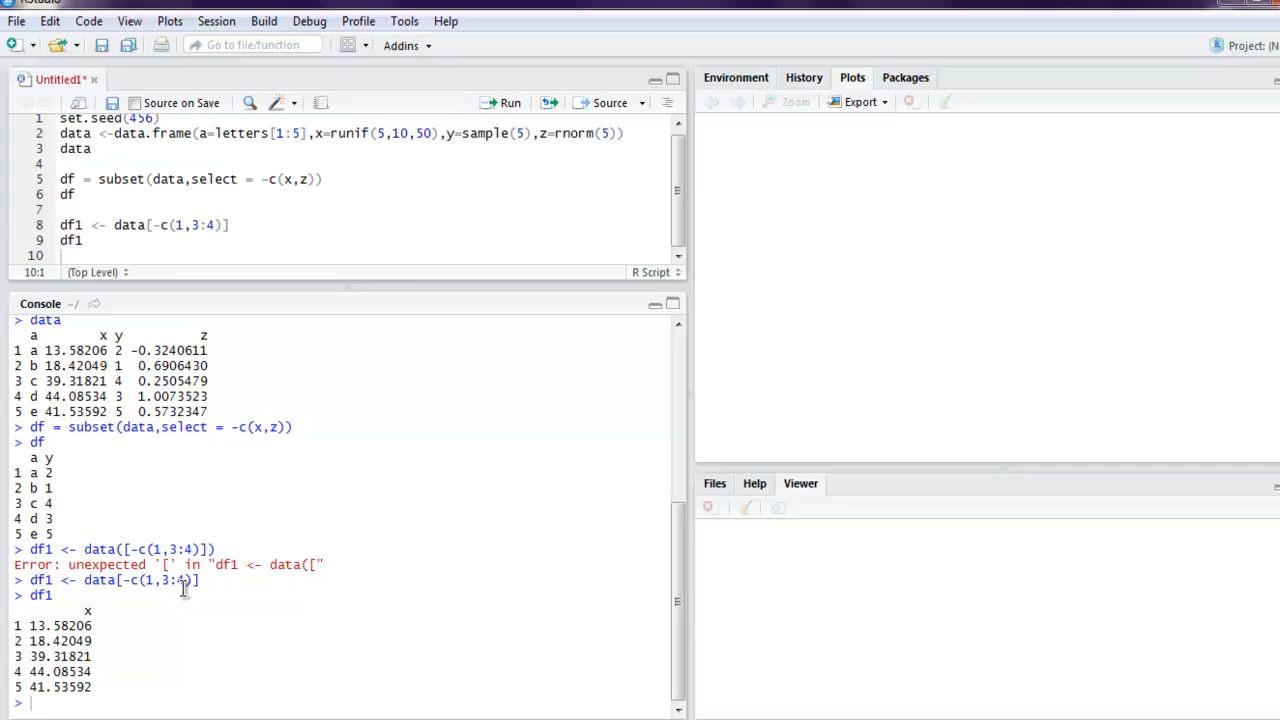 RStudio
File Edit Code View Plots Session Build Debug Profile Tools Help
Go to file/function Addins Project: (N
Untitled1*
Source on Save Run Source
1 set.seed(456)
2 data <-data.frame(a=letters[1:5],x=runif(5,10,50),y=sample(5),z=rnorm(5))
3 data
4
5 df = subset(data,select = -c(x,z))
6 df
7
8 df1 <- data[-c(1,3:4)]
9 df1
10
10:1 (Top Level) R Script
Console ~/
> data
a x y z
1 a 13.58206 2 -0.3240611
2 b 18.42049 1 0.6906430
3 c 39.31821 4 0.2505479
4 d 44.08534 3 1.0073523
5 e 41.53592 5 0.5732347
> df = subset(data,select = -c(x,z))
> df
a y
1 a 2
2 b 1
3 c 4
4 d 3
5 e 5
> df1 <- data([-c(1,3:4)])
Error: unexpected '[' in "df1 <- data(["
> df1 <- data[-c(1,3:4)]
> df1
x
1 13.58206
2 18.42049
3 39.31821
4 44.08534
5 41.53592
>
Environment History Plots Packages
Zoom Export
Files Help Viewer